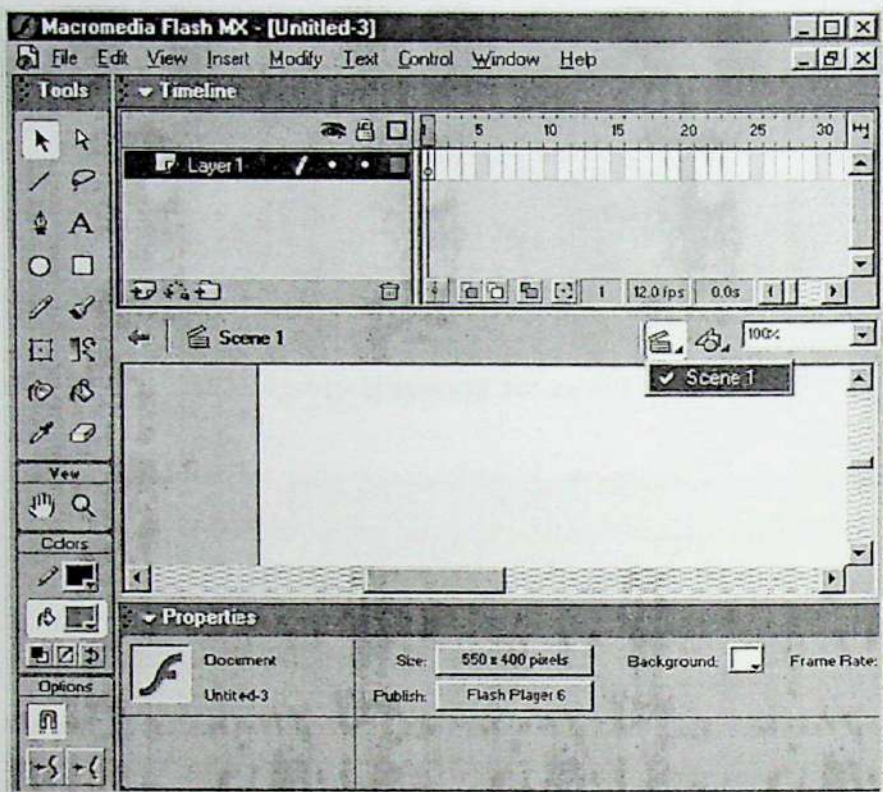 Macromedia Flash MX - [Untitled-3]
File Edit View Insert Modify Text Control Window Help
Tools
Timeline
1 5 10 15 20 25 30
Layer 1
1 12.0 fps 0.0s
Scene 1
100%
Scene 1
A
View
Colors
Properties
Document
Size: 550 x 400 pixels
Background:
Frame Rate:
Untitled-3
Publish: Flash Player 6
Options